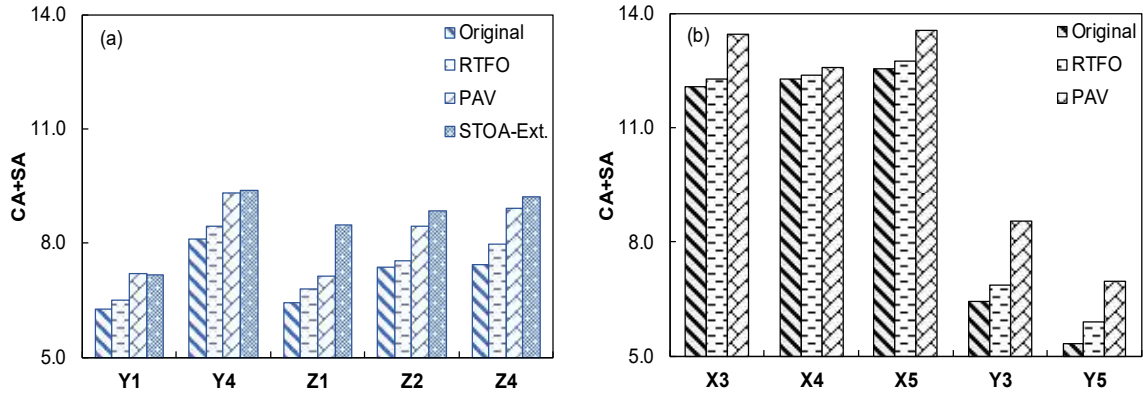 14.0
(a)
Original
RTFO
PAV
STOA-Ext.
11.0
CA+SA
8.0
5.0
Y1 Y4 Z1 Z2 Z4
14.0
(b)
Original
RTFO
PAV
11.0
CA+SA
8.0
5.0
X3 X4 X5 Y3 Y5